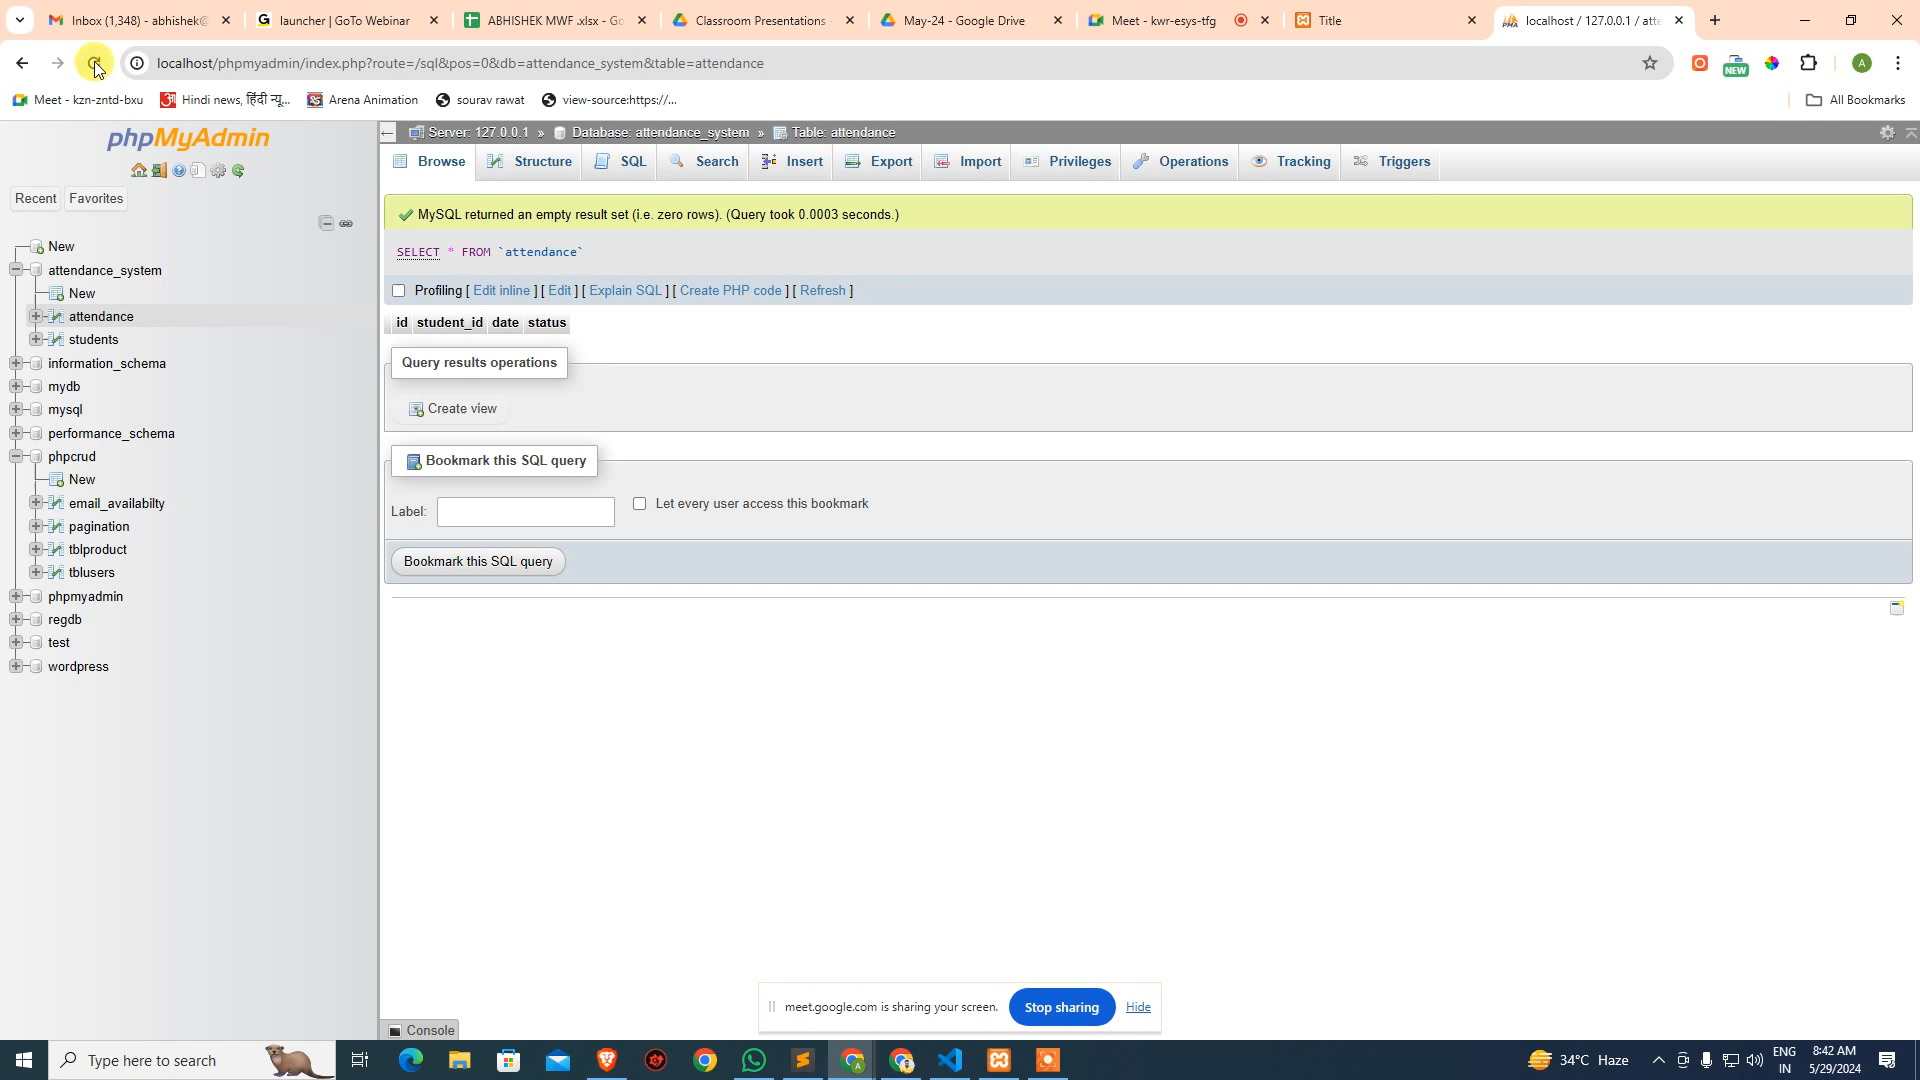 Inbox (1,348) - abhishek@
launcher | GoTo Webinar
ABHISHEK MWF .xlsx - Go
Classroom Presentations -
May-24 - Google Drive
Meet - kwr-esys-tfg
Title
localhost / 127.0.0.1 / atte
localhost/phpmyadmin/index.php?route=/sql&pos=0&db=attendance_system&table=attendance
NEW
A
Meet - kzn-zntd-bxu
Hindi news, हिंदी न्यू...
Arena Animation
sourav rawat
view-source:https://...
All Bookmarks
phpMyAdmin
Recent
Favorites
New
attendance_system
New
attendance
students
information_schema
mydb
mysql
performance_schema
phpcrud
New
email_availabilty
pagination
tblproduct
tblusers
phpmyadmin
regdb
test
wordpress
Server: 127.0.0.1 » Database: attendance_system » Table: attendance
Browse
Structure
SQL
Search
Insert
Export
Import
Privileges
Operations
Tracking
Triggers
MySQL returned an empty result set (i.e. zero rows). (Query took 0.0003 seconds.)
SELECT * FROM `attendance`
Profiling [ Edit inline ] [ Edit ] [ Explain SQL ] [ Create PHP code ] [ Refresh ]
id student_id date status
Query results operations
Create view
Bookmark this SQL query
Label:
Let every user access this bookmark
Bookmark this SQL query
Console
meet.google.com is sharing your screen.
Stop sharing
Hide
Type here to search
34°C Haze
ENG
IN
8:42 AM
5/29/2024